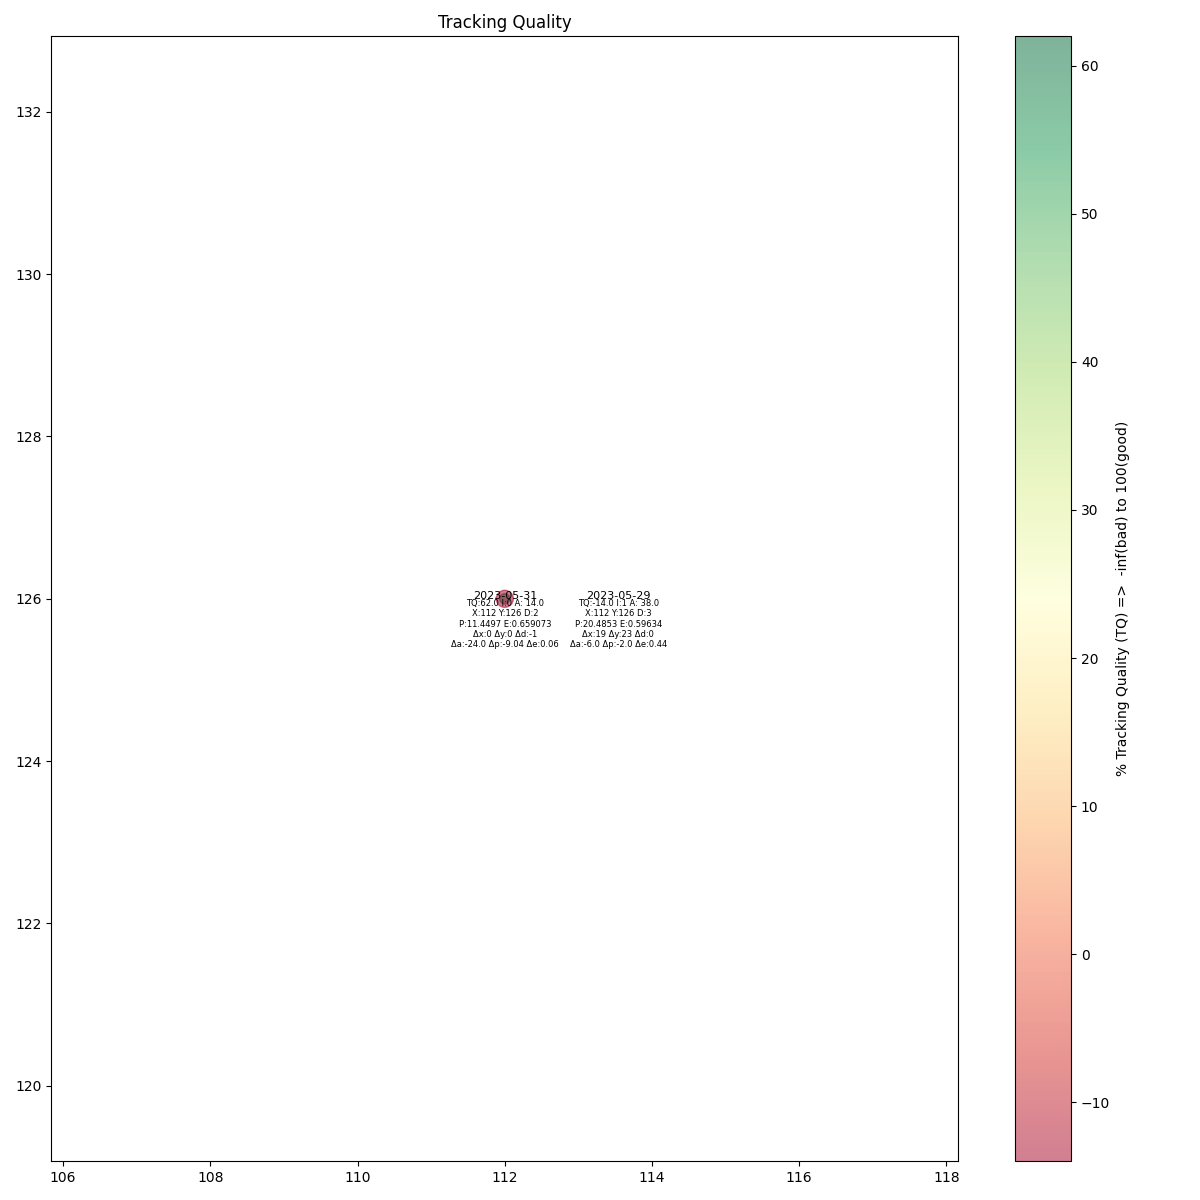 Tracking Quality
132
130
128
126
124
122
120
106
108
110
112
114
116
118
2023-05-31
TQ:62.0 A: 14.0
X:112 Y:126 D:2
P:11.4497 E:0.659073
Δx:0 Δy:0 Δd:-1
Δa:-24.0 Δp:-9.04 Δe:0.06
2023-05-29
TQ:-14.0 I:1 A: 38.0
X:112 Y:126 D:3
P:20.4853 E:0.59634
Δx:19 Δy:23 Δd:0
Δa:-6.0 Δp:-2.0 Δe:0.44
60
50
40
30
20
10
0
−10
% Tracking Quality (TQ) => -inf(bad) to 100(good)